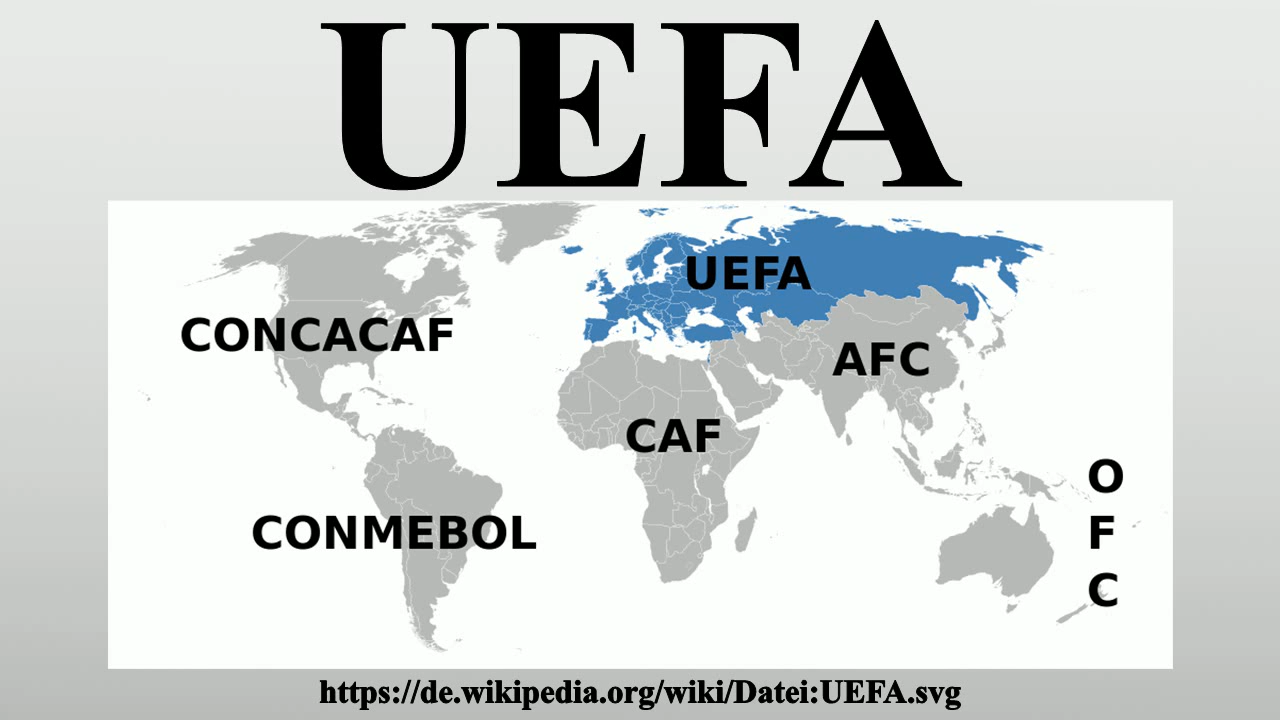 UEFA
UEFA
CONCACAF
AFC
CAF
CONMEBOL
O
F
C
https://de.wikipedia.org/wiki/Datei:UEFA.svg